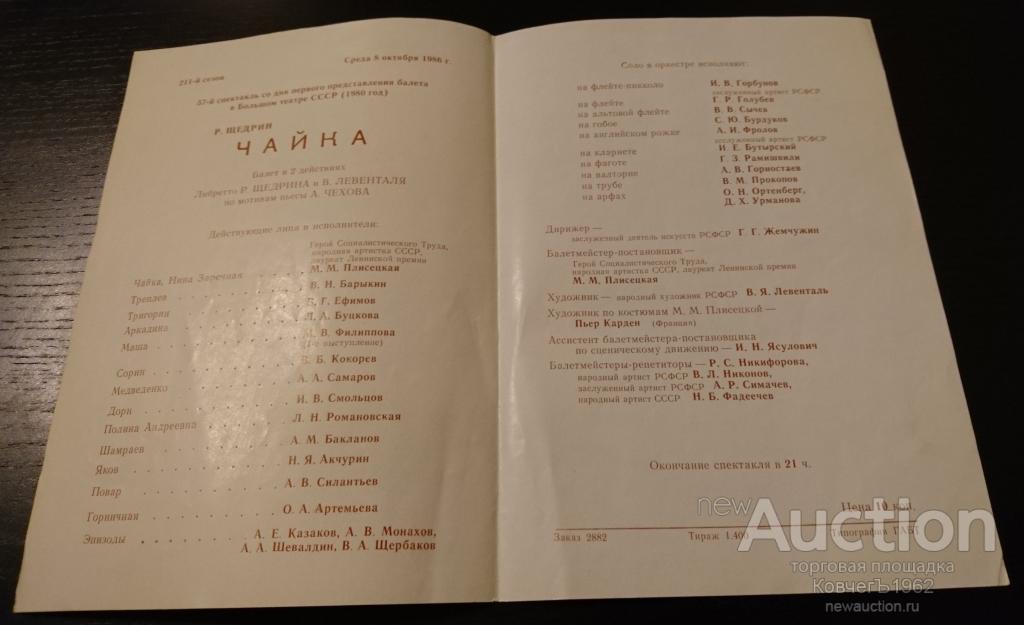 211-й сезон
Среда 8 октября 1986 г.
57-й спектакль со дня первого представления балета
в Большом театре СССР (1980 год)
Р. ЩЕДРИН
ЧАЙКА
Балет в 2 действиях
Либретто Р. ЩЕДРИНА и В. ЛЕВЕНТАЛЯ
по мотивам пьесы А. ЧЕХОВА
Действующие лица и исполнители:
Герой Социалистического Труда,
народная артистка СССР,
лауреат Ленинской премии
Чайка, Нина Заречная М. М. Плисецкая
Треплев В. Н. Барыкин
Тригорин Б. Г. Ефимов
Аркадина Л. А. Буцкова
Маша М. В. Филиппова
(1-е выступление)
Сорин В. Б. Кокорев
Медведенко А. А. Самаров
Дорн И. В. Смольцов
Полина Андреевна Л. Н. Романовская
Шамраев А. М. Бакланов
Яков Н. Я. Акчурин
Повар А. В. Силантьев
Горничная О. А. Артемьева
Эпизоды А. Е. Казаков, А. В. Монахов,
А. А. Шевалдин, В. А. Щербаков
Соло в оркестре исполняют:
на флейте-пикколо И. В. Горбунов
заслуженный артист РСФСР
на флейте Г. Р. Голубев
на альтовой флейте В. В. Сычев
на гобое С. Ю. Бурдуков
на английском рожке А. И. Фролов
заслуженный артист РСФСР
на кларнете И. Е. Бутырский
на фаготе Г. З. Рамишвили
на валторне А. В. Горностаев
на трубе В. М. Прокопов
на арфах О. Н. Ортенберг,
Д. Х. Урманова
Дирижер —
заслуженный деятель искусств РСФСР Г. Г. Жемчужин
Балетмейстер-постановщик —
Герой Социалистического Труда,
народная артистка СССР, лауреат Ленинской премии
М. М. Плисецкая
Художник — народный художник РСФСР В. Я. Левенталь
Художник по костюмам М. М. Плисецкой —
Пьер Карден (Франция)
Ассистент балетмейстера-постановщика
по сценическому движению — И. Н. Ясулович
Балетмейстеры-репетиторы — Р. С. Никифорова,
народный артист РСФСР В. Л. Никонов,
заслуженный артист РСФСР А. Р. Симачев,
народный артист СССР Н. Б. Фадеечев
Окончание спектакля в 21 ч.
Цена 10 коп.
Заказ 2882 Тираж 1.400 Типография ГАБТ
newAuction
торговая площадка
КовчегЪ1962
newauction.ru